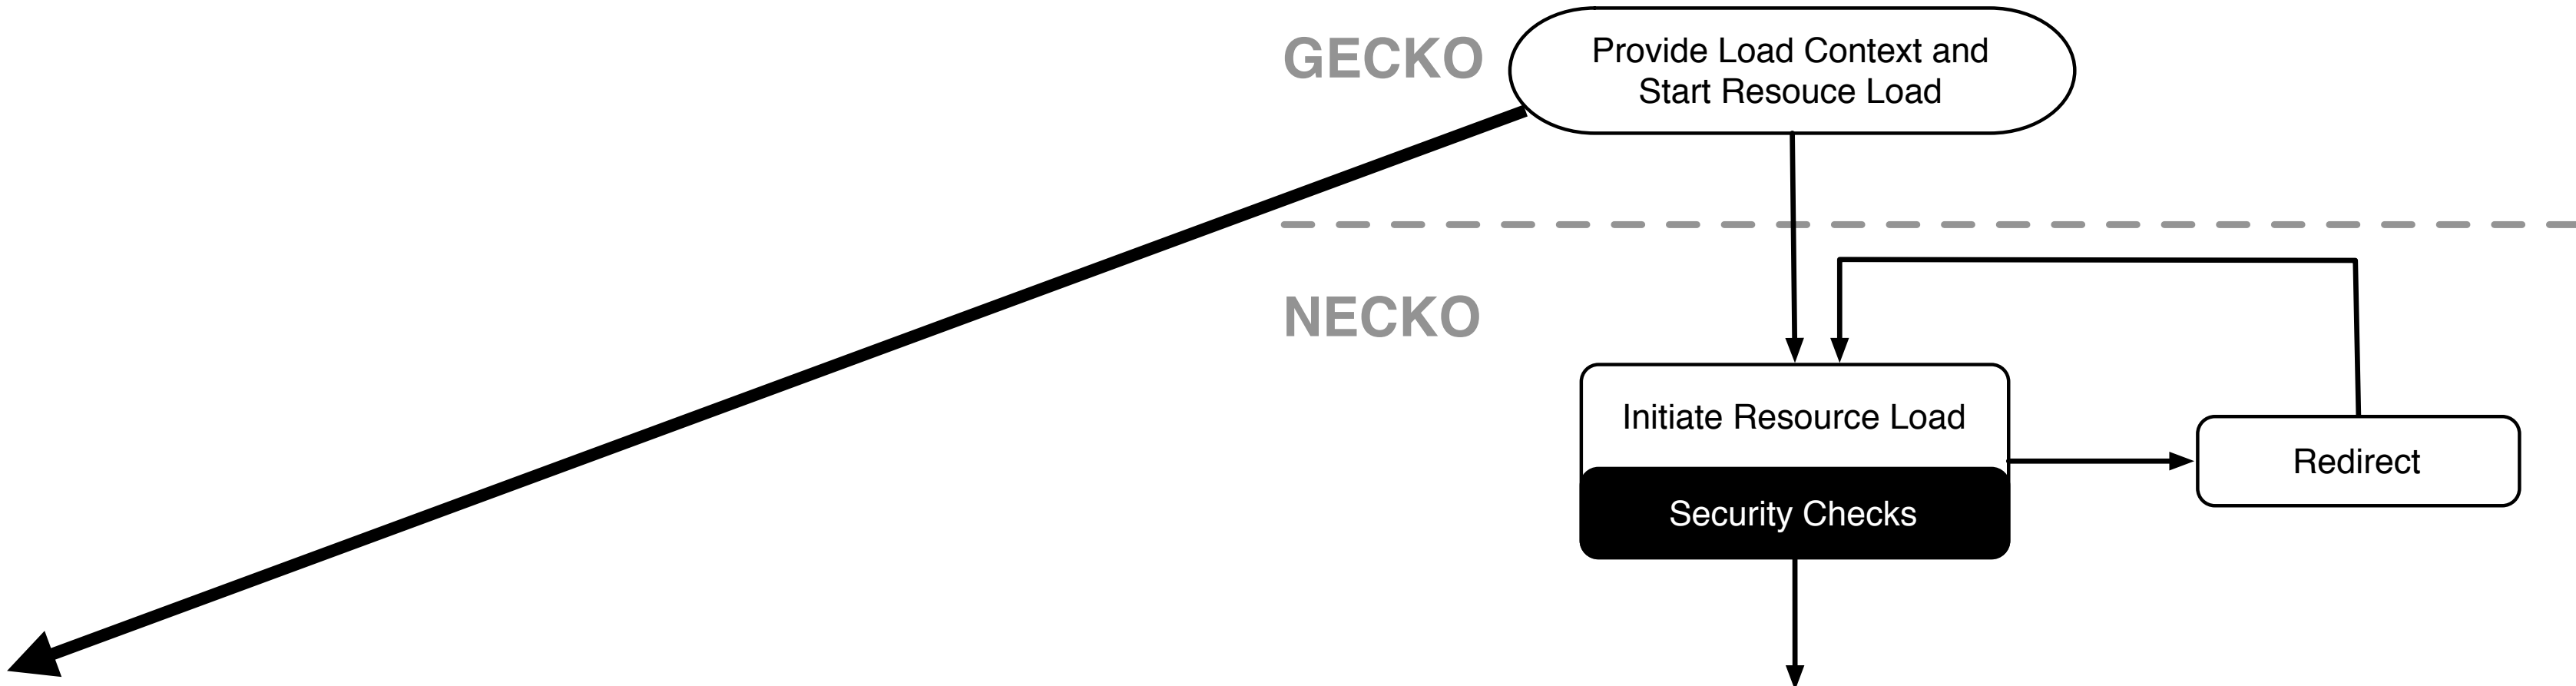 GECKO
Provide Load Context and
Start Resouce Load
NECKO
Initiate Resource Load
Redirect
Security Checks